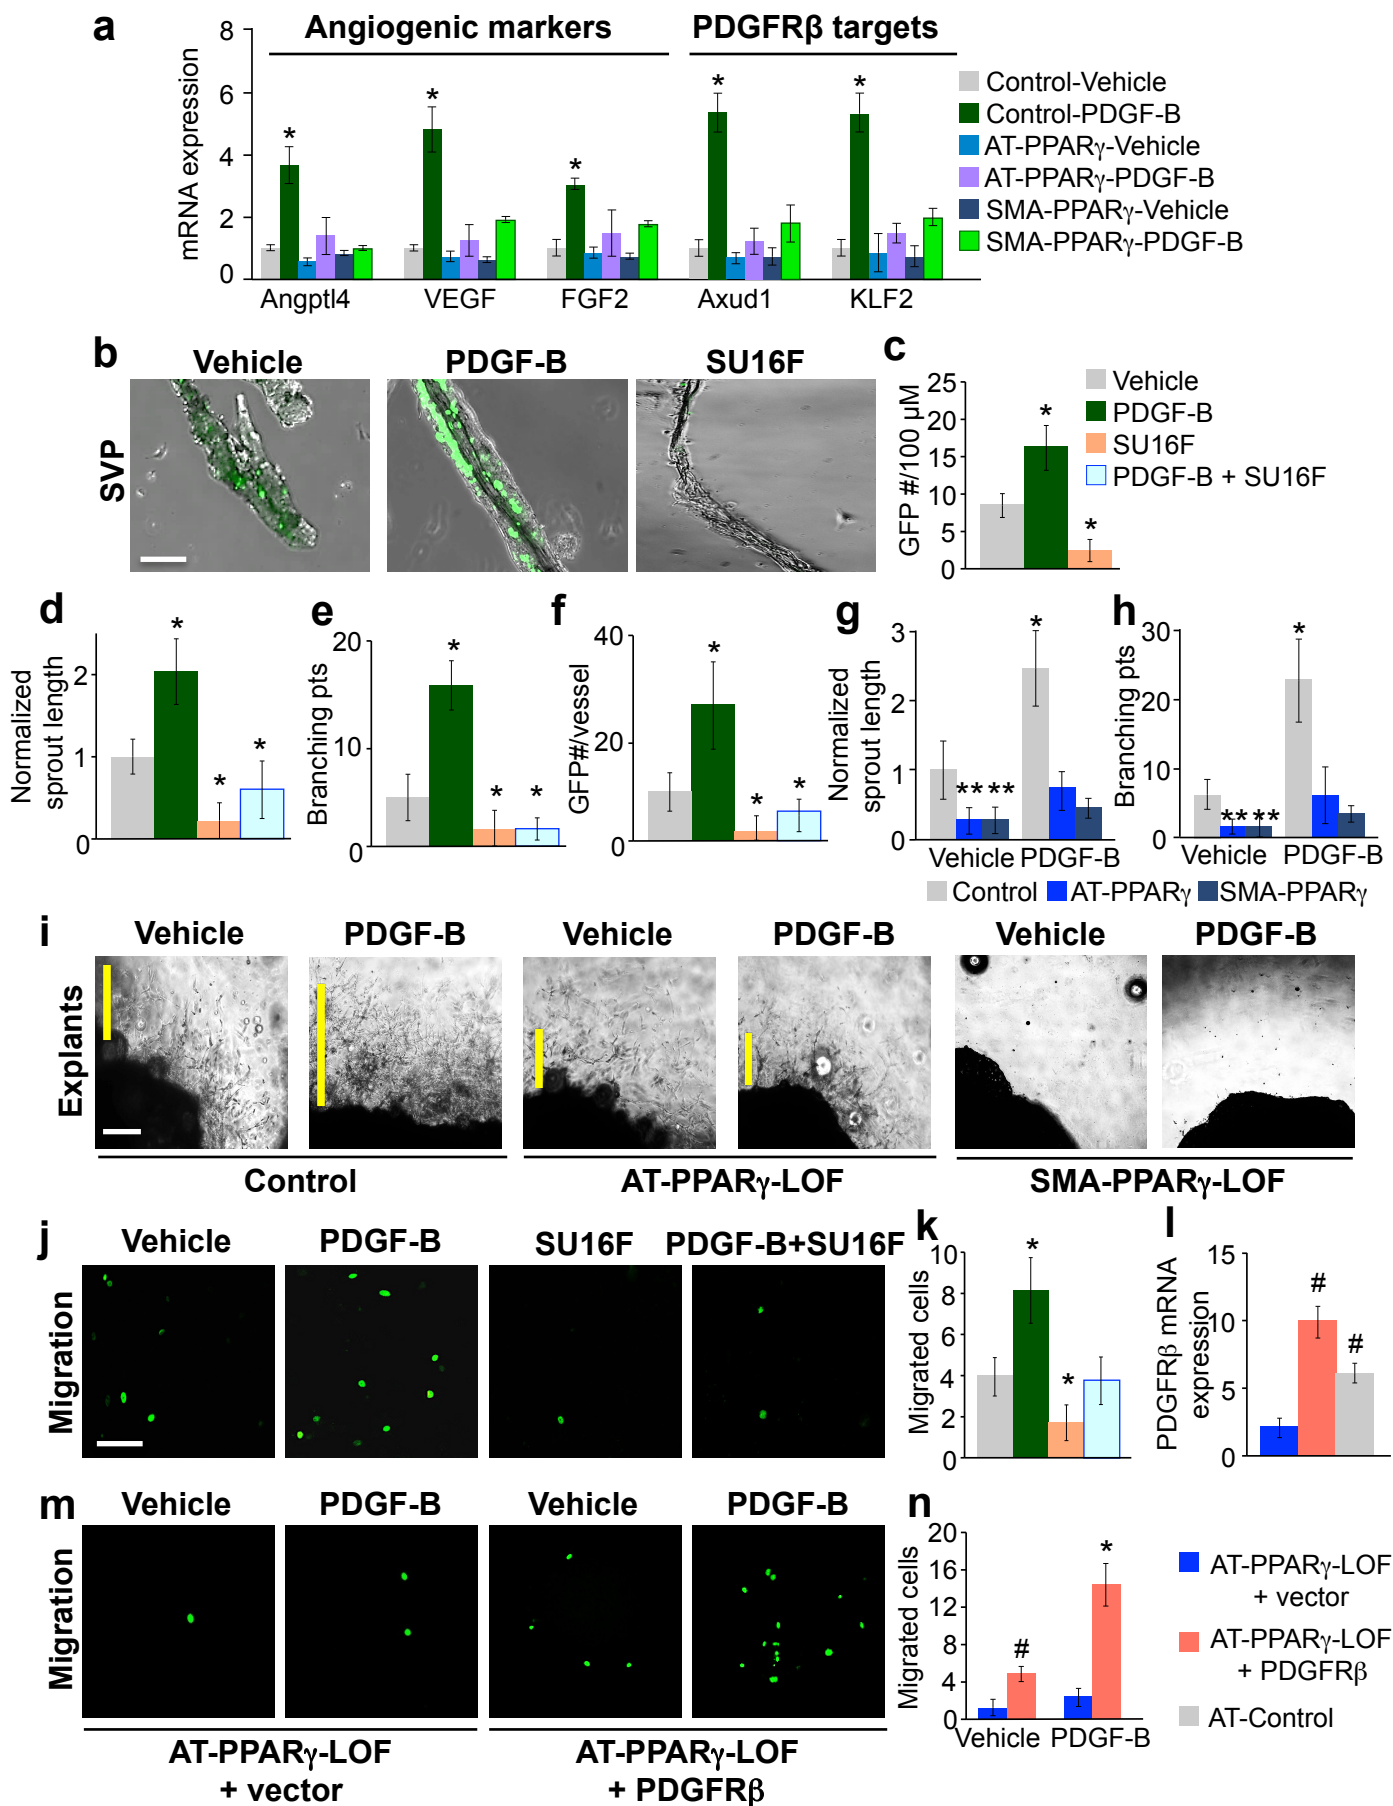 a
Angiogenic markers
PDGFRβ targets
mRNA expression
8
6
4
2
0
*
*
*
*
*
Angptl4
VEGF
FGF2
Axud1
KLF2
Control-Vehicle
Control-PDGF-B
AT-PPARγ-Vehicle
AT-PPARγ-PDGF-B
SMA-PPARγ-Vehicle
SMA-PPARγ-PDGF-B
b
Vehicle
PDGF-B
SU16F
SVP
c
GFP #/100 µM
25
20
15
10
5
0
*
*
Vehicle
PDGF-B
SU16F
PDGF-B + SU16F
d
Normalized
sprout length
2
1
0
*
*
*
e
Branching pts
20
10
0
*
*
*
f
GFP#/vessel
40
20
0
*
*
*
g
Normalized
sprout length
3
2
1
0
**
**
*
Vehicle
PDGF-B
h
Branching pts
30
20
10
0
**
**
*
Vehicle
PDGF-B
Control
AT-PPARγ
SMA-PPARγ
i
Vehicle
PDGF-B
Vehicle
PDGF-B
Vehicle
PDGF-B
Explants
Control
AT-PPARγ-LOF
SMA-PPARγ-LOF
j
Vehicle
PDGF-B
SU16F
PDGF-B+SU16F
Migration
k
Migrated cells
10
8
6
4
2
0
*
*
l
PDGFRβ mRNA
expression
15
10
5
0
#
#
m
Vehicle
PDGF-B
Vehicle
PDGF-B
Migration
AT-PPARγ-LOF
+ vector
AT-PPARγ-LOF
+ PDGFRβ
n
Migrated cells
20
16
12
8
4
0
#
*
Vehicle
PDGF-B
AT-PPARγ-LOF
+ vector
AT-PPARγ-LOF
+ PDGFRβ
AT-Control